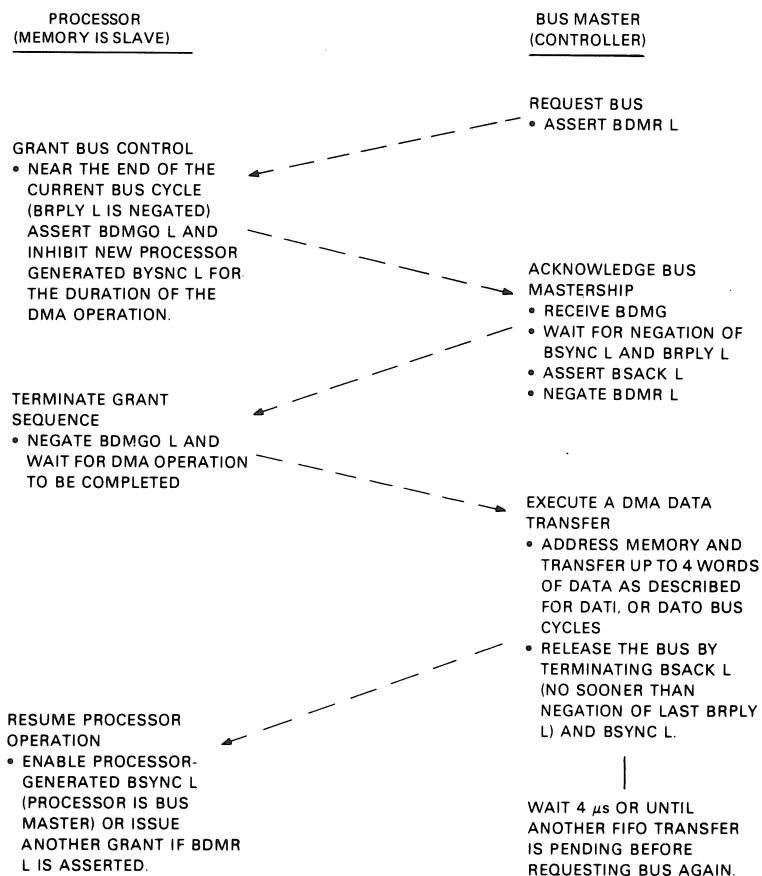 PROCESSOR
(MEMORY IS SLAVE)
BUS MASTER
(CONTROLLER)
REQUEST BUS
• ASSERT BDMR L
GRANT BUS CONTROL
• NEAR THE END OF THE
CURRENT BUS CYCLE
(BRPLY L IS NEGATED)
ASSERT BDMGO L AND
INHIBIT NEW PROCESSOR
GENERATED BYSNC L FOR
THE DURATION OF THE
DMA OPERATION.
ACKNOWLEDGE BUS
MASTERSHIP
• RECEIVE BDMG
• WAIT FOR NEGATION OF
BSYNC L AND BRPLY L
• ASSERT BSACK L
• NEGATE BDMR L
TERMINATE GRANT
SEQUENCE
• NEGATE BDMGO L AND
WAIT FOR DMA OPERATION
TO BE COMPLETED
EXECUTE A DMA DATA
TRANSFER
• ADDRESS MEMORY AND
TRANSFER UP TO 4 WORDS
OF DATA AS DESCRIBED
FOR DATI, OR DATO BUS
CYCLES
• RELEASE THE BUS BY
TERMINATING BSACK L
(NO SOONER THAN
NEGATION OF LAST BRPLY
L) AND BSYNC L.
RESUME PROCESSOR
OPERATION
• ENABLE PROCESSOR-
GENERATED BSYNC L
(PROCESSOR IS BUS
MASTER) OR ISSUE
ANOTHER GRANT IF BDMR
L IS ASSERTED.
WAIT 4 μs OR UNTIL
ANOTHER FIFO TRANSFER
IS PENDING BEFORE
REQUESTING BUS AGAIN.